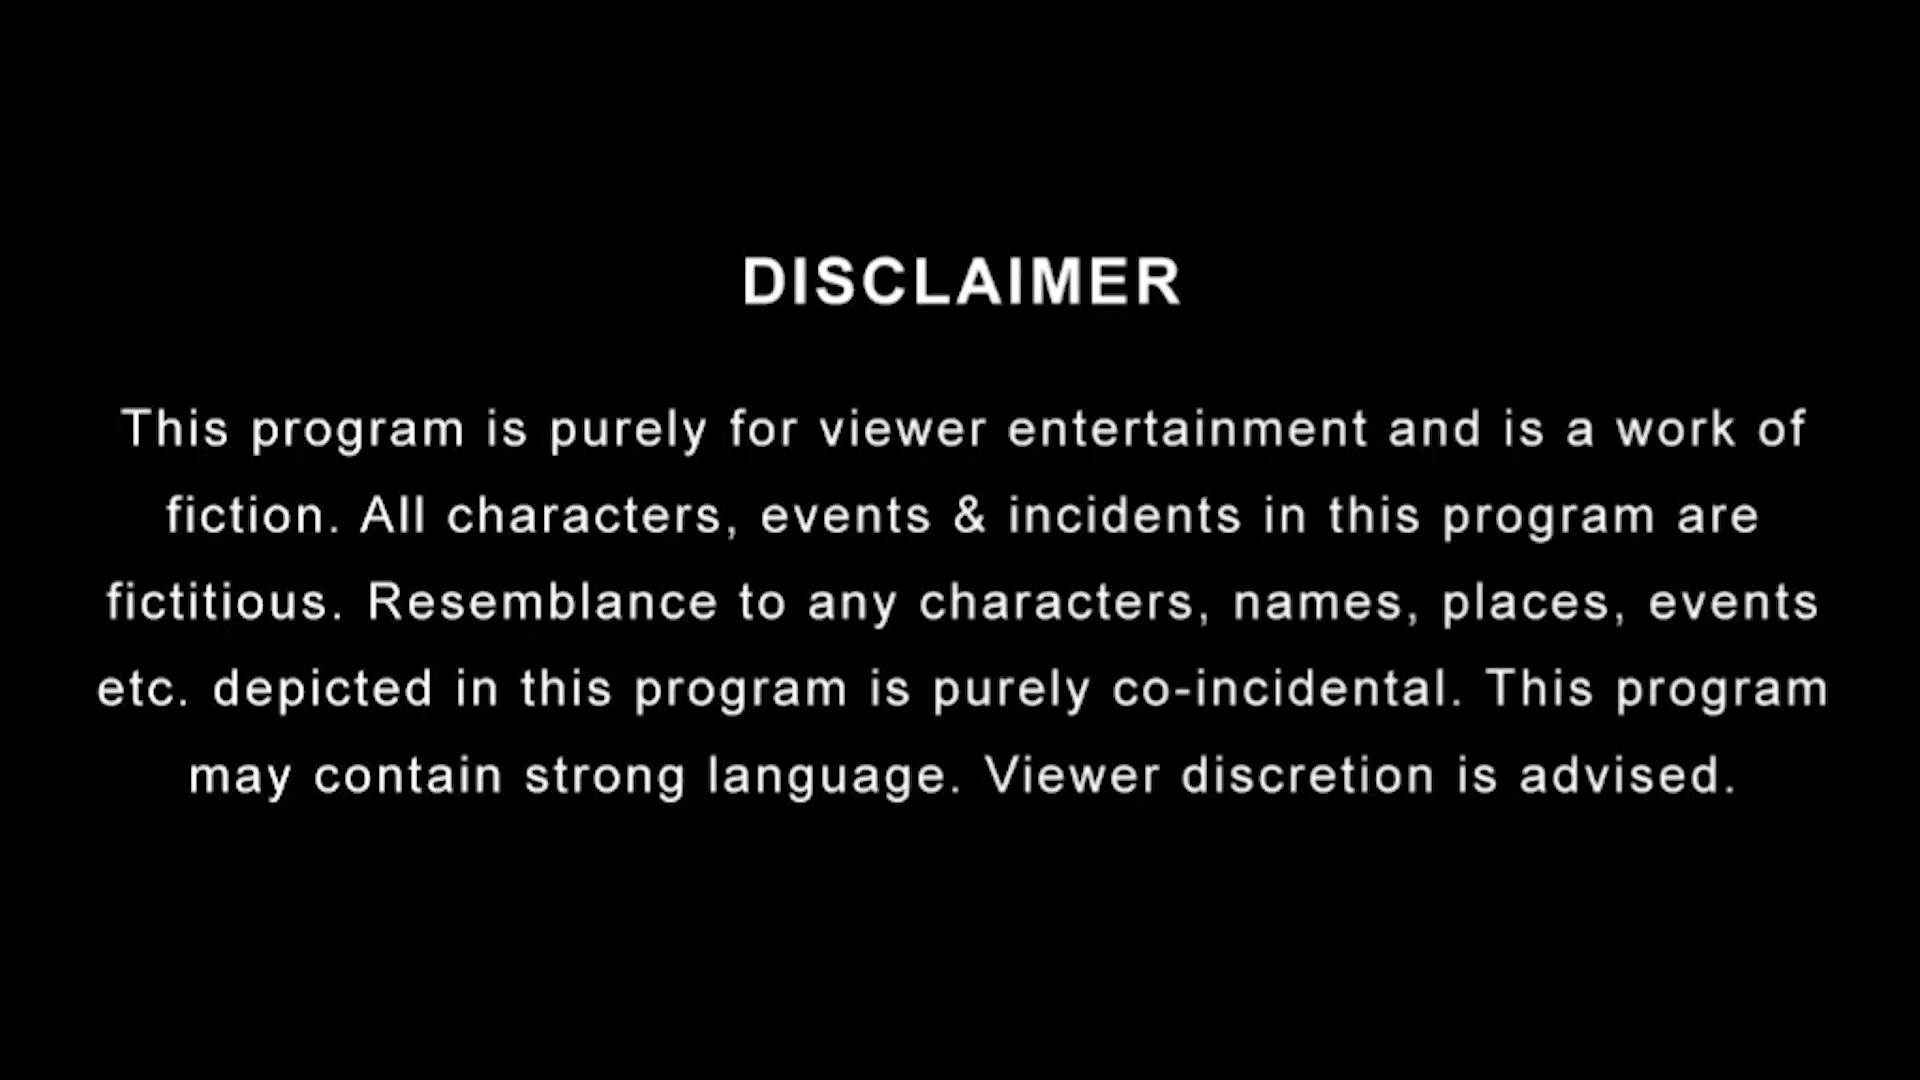 DISCLAIMER
This program is purely for viewer entertainment and is a work of
fiction. All characters, events & incidents in this program are
fictitious. Resemblance to any characters, names, places, events
etc. depicted in this program is purely co-incidental. This program
may contain strong language. Viewer discretion is advised.